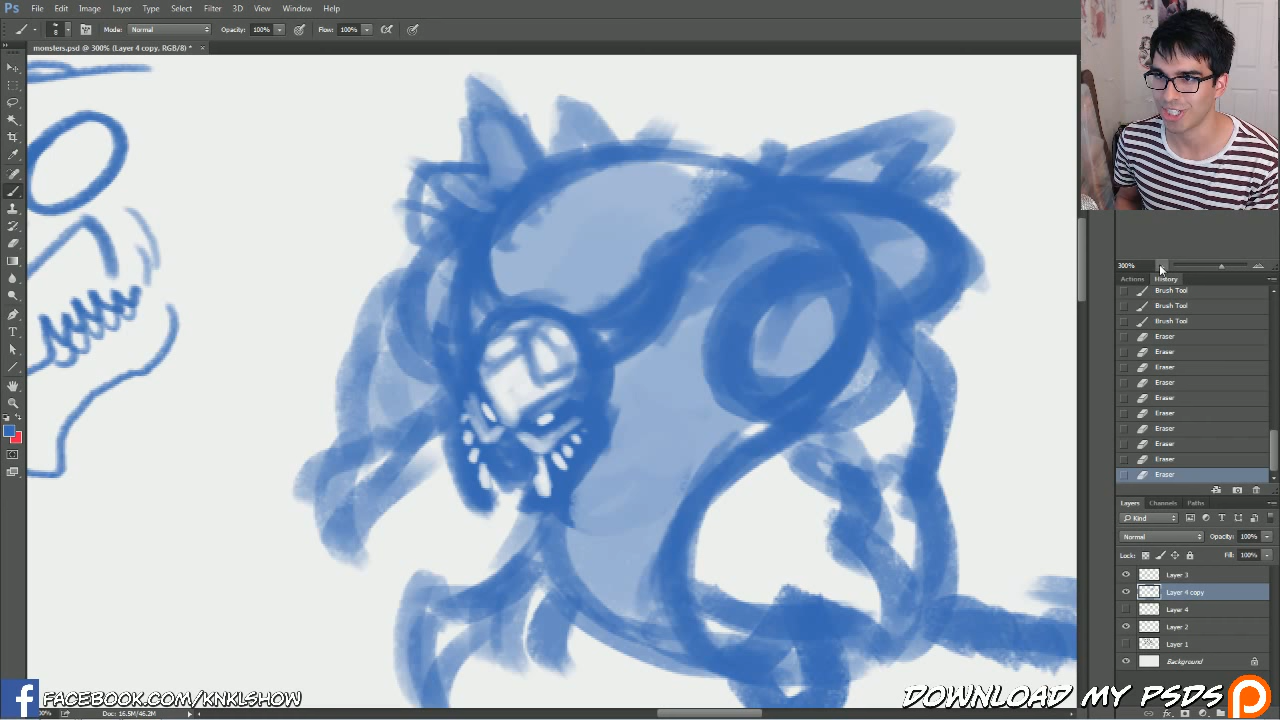 Ps File Edit Image Layer Type Select Filter 3D View Window Help
8 Mode: Normal Opacity: 100% Flow: 100%
monsters.psd @ 300% (Layer 4 copy, RGB/8) * ×
300%
Actions History
Brush Tool
Brush Tool
Brush Tool
Eraser
Eraser
Eraser
Eraser
Eraser
Eraser
Eraser
Eraser
Eraser
Eraser
Layers Channels Paths
Kind
Normal Opacity: 100%
Lock: Fill: 100%
Layer 3
Layer 4 copy
Layer 4
Layer 2
Layer 1
Background
f FACEBOOK.COM/KNKLSHOW
DOWNLOAD MY PSDS
Doc: 16.5M/46.2M